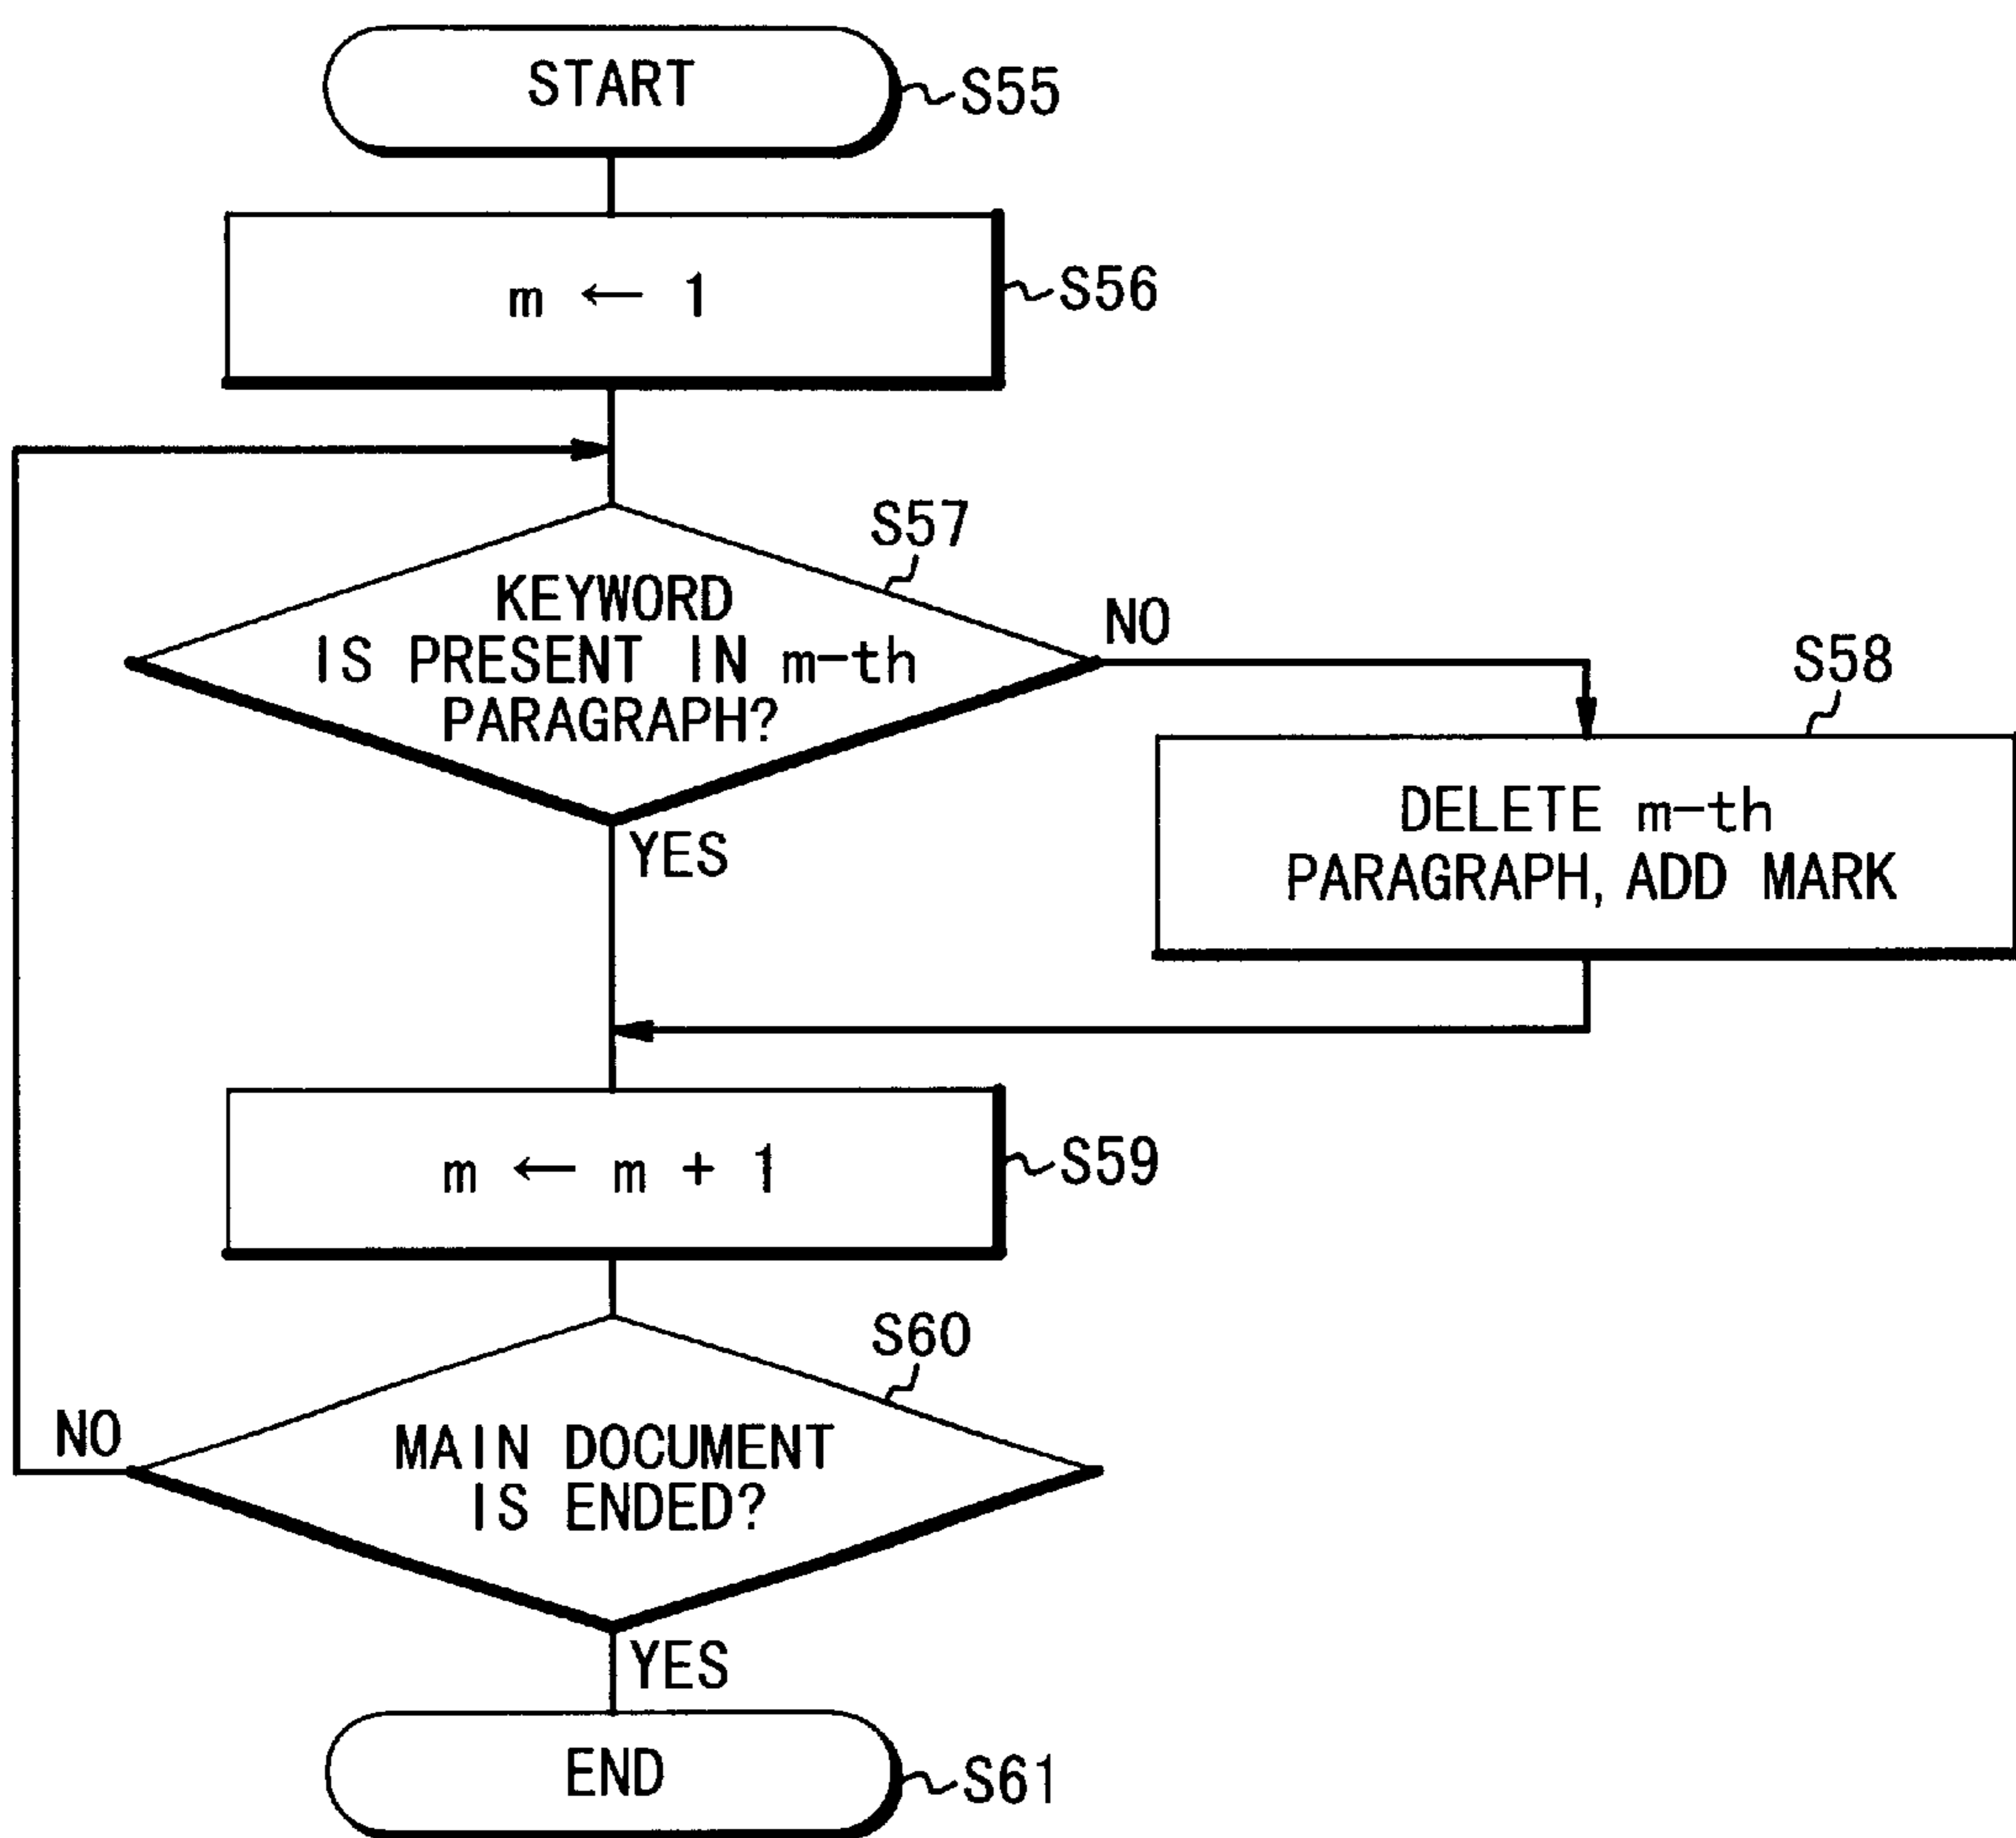 START
S55
m ← 1
S56
S57
KEYWORD
IS PRESENT IN m-th
PARAGRAPH?
NO
YES
S58
DELETE m-th
PARAGRAPH, ADD MARK
m ← m + 1
S59
S60
MAIN DOCUMENT
IS ENDED?
NO
YES
END
S61